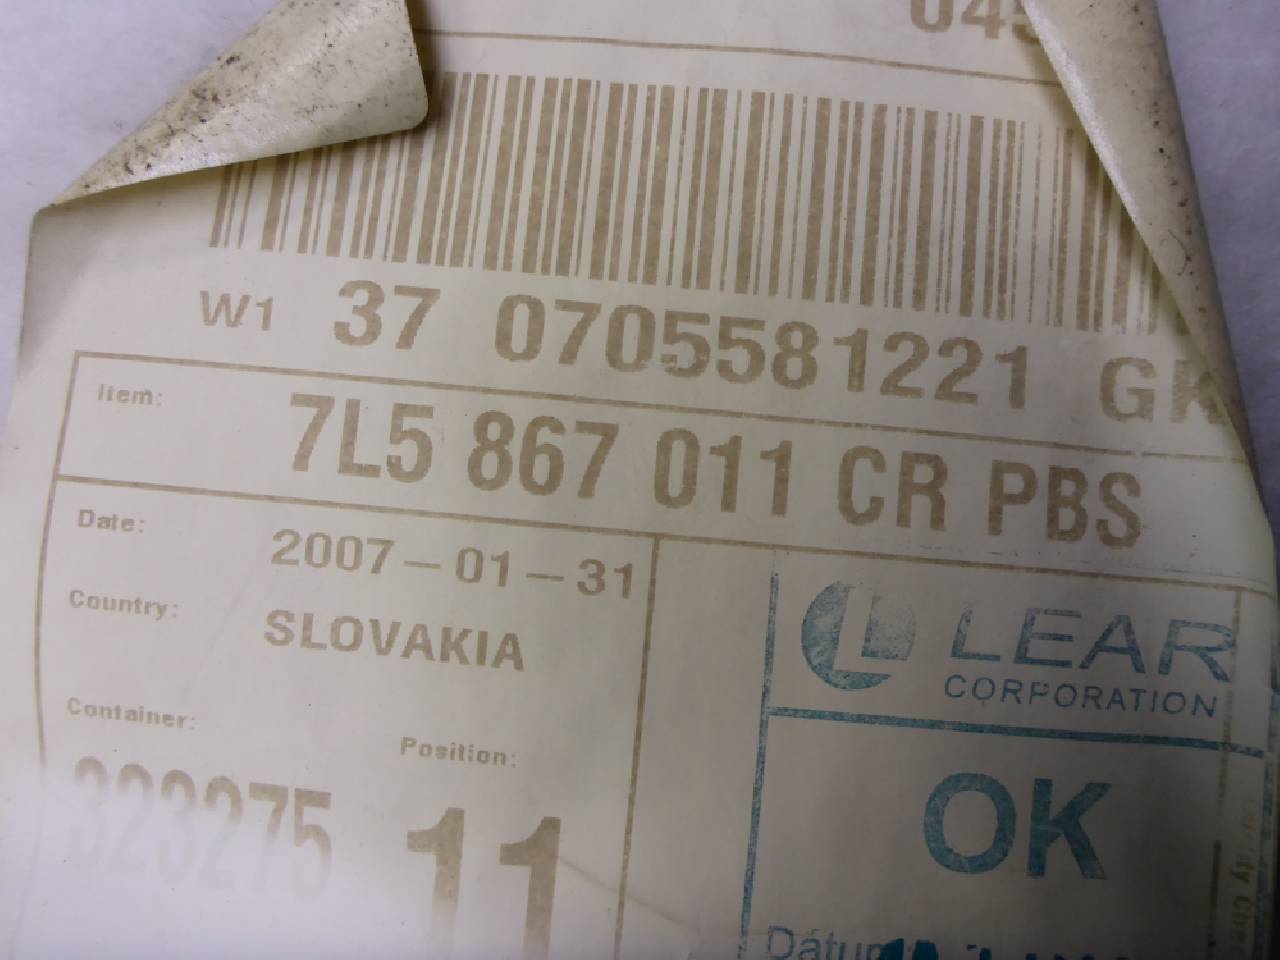 W1 37 0705581221
Item: 7L5 867 011 CR PBS
Date: 2007-01-31
Country: SLOVAKIA
Container: 323275
Position: 11
LEAR
CORPORATION
OK